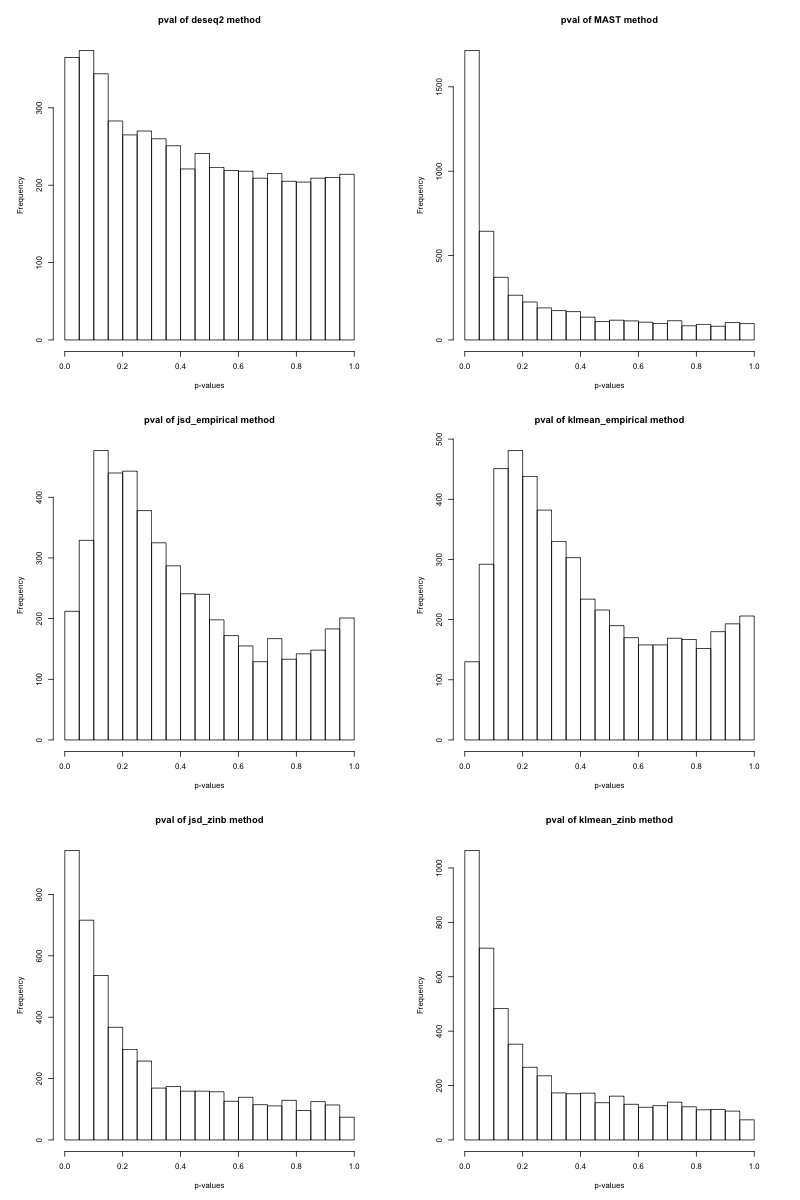 pval of deseq2 method
Frequency
0 100 200 300
0.0 0.2 0.4 0.6 0.8 1.0
p-values
pval of MAST method
Frequency
0 500 1000 1500
0.0 0.2 0.4 0.6 0.8 1.0
p-values
pval of jsd_empirical method
Frequency
0 100 200 300 400
0.0 0.2 0.4 0.6 0.8 1.0
p-values
pval of klmean_empirical method
Frequency
0 100 200 300 400 500
0.0 0.2 0.4 0.6 0.8 1.0
p-values
pval of jsd_zinb method
Frequency
0 200 400 600 800
0.0 0.2 0.4 0.6 0.8 1.0
p-values
pval of klmean_zinb method
Frequency
0 200 400 600 800 1000
0.0 0.2 0.4 0.6 0.8 1.0
p-values